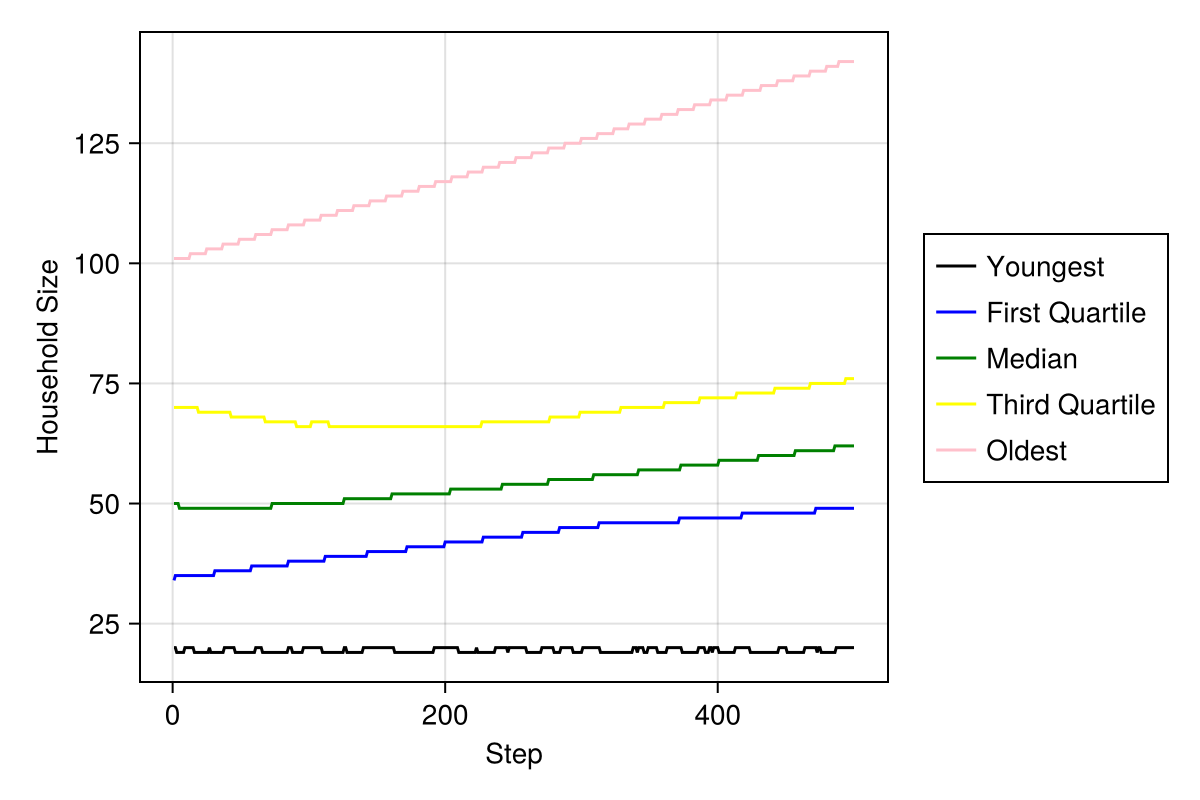 Household Size
125
100
75
50
25
0
200
400
Step
Youngest
First Quartile
Median
Third Quartile
Oldest